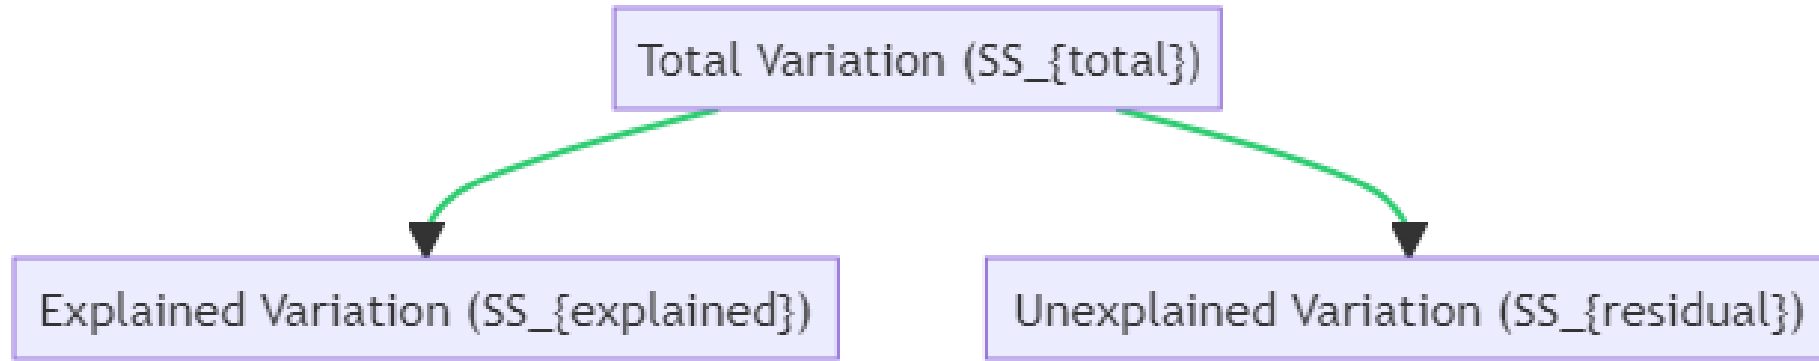 Total Variation (SS_{total})
Explained Variation (SS_{explained})
Unexplained Variation (SS_{residual})